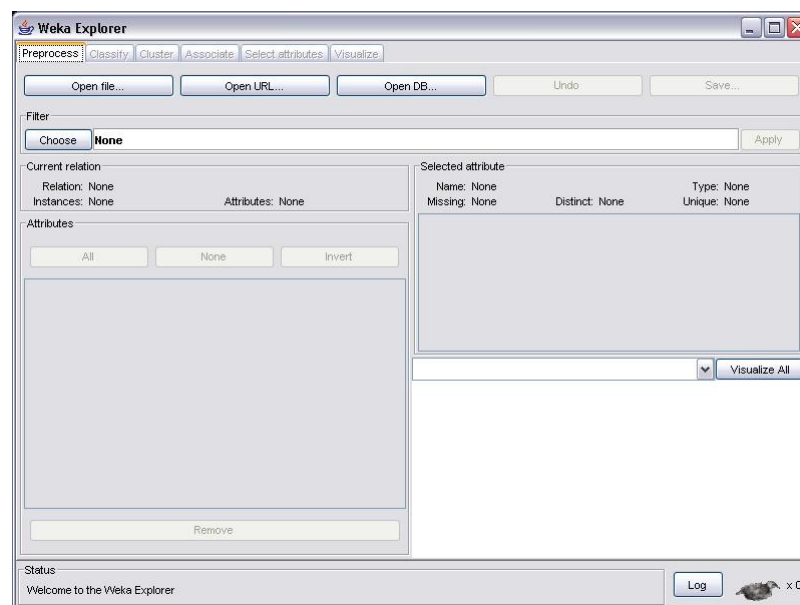 Weka Explorer
Preprocess Classify Cluster Associate Select attributes Visualize
Open file... Open URL... Open DB... Undo Save...
Filter
Choose None Apply
Current relation
Relation: None
Instances: None Attributes: None
Attributes
All None Invert
Remove
Selected attribute
Name: None Type: None
Missing: None Distinct: None Unique: None
Visualize All
Status
Welcome to the Weka Explorer
Log x 0